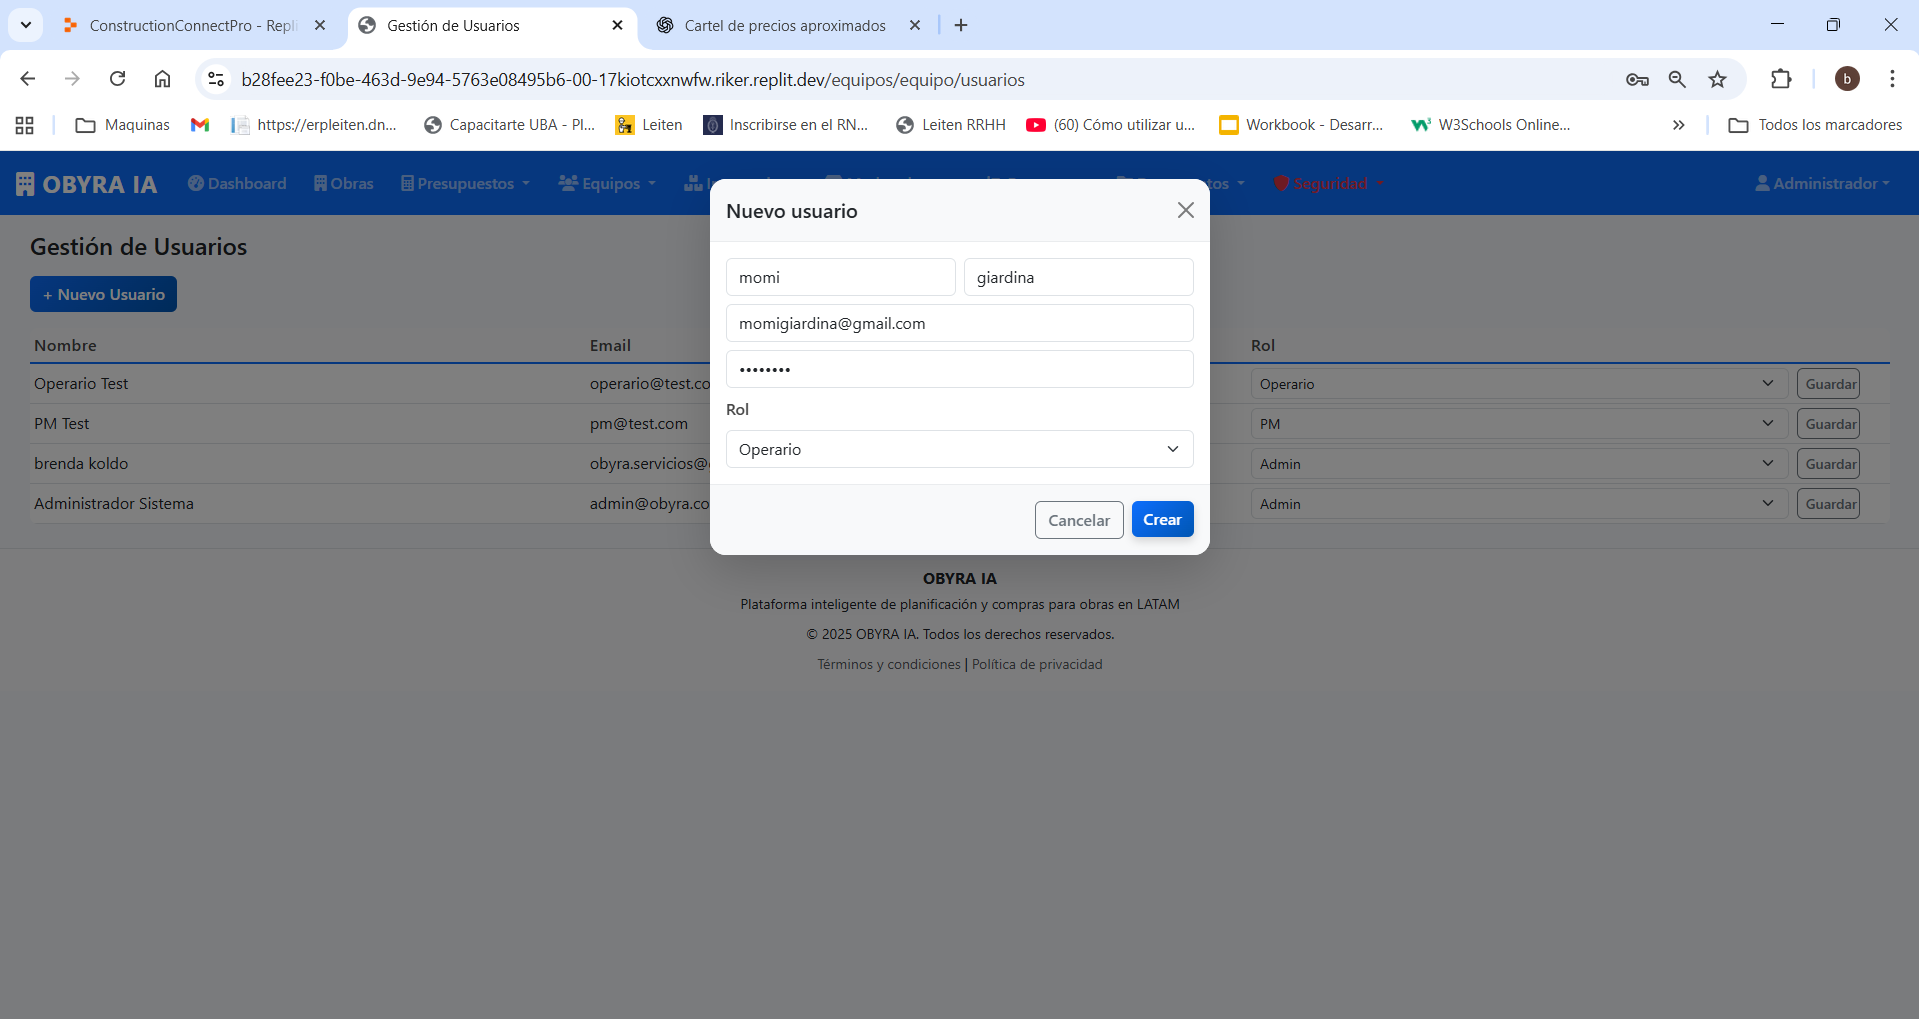 ConstructionConnectPro - Repli
Gestión de Usuarios
Cartel de precios aproximados
b28fee23-f0be-463d-9e94-5763e08495b6-00-17kiotcxxnwfw.riker.replit.dev/equipos/equipo/usuarios
b
Maquinas
https://erpleiten.dn...
Capacitarte UBA - Pl...
Leiten
Inscribirse en el RN...
Leiten RRHH
(60) Cómo utilizar u...
Workbook - Desarr...
W3Schools Online...
Todos los marcadores
OBYRA IA Dashboard Obras Presupuestos Equipos Seguridad Administrador
Gestión de Usuarios
+ Nuevo Usuario
Nombre Email Rol
Operario Test operario@test.co Operario Guardar
PM Test pm@test.com PM Guardar
brenda koldo obyra.servicios@ Admin Guardar
Administrador Sistema admin@obyra.co Admin Guardar
Nuevo usuario
momi giardina
momigiardina@gmail.com
••••••••
Rol
Operario
Cancelar Crear
OBYRA IA
Plataforma inteligente de planificación y compras para obras en LATAM
© 2025 OBYRA IA. Todos los derechos reservados.
Términos y condiciones | Política de privacidad